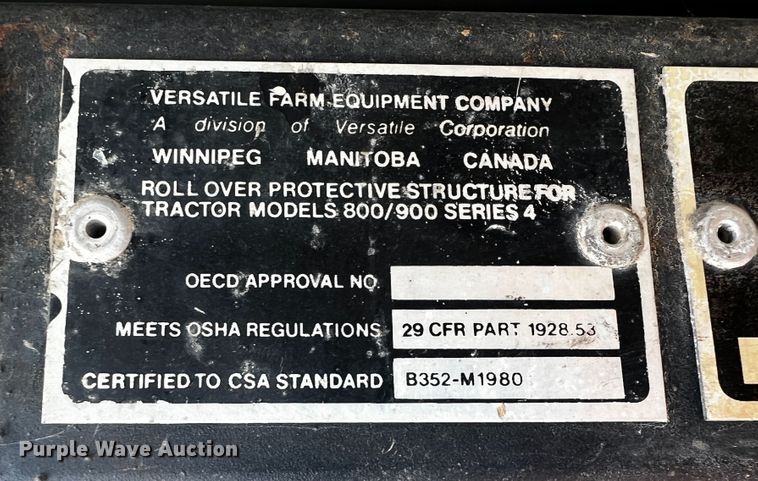 VERSATILE FARM EQUIPMENT COMPANY
A division of Versatile Corporation
WINNIPEG MANITOBA CANADA
ROLL OVER PROTECTIVE STRUCTURE FOR
TRACTOR MODELS 800/900 SERIES 4
OECD APPROVAL NO.
MEETS OSHA REGULATIONS 29 CFR PART 1928.53
CERTIFIED TO CSA STANDARD B352-M1980
Purple Wave Auction